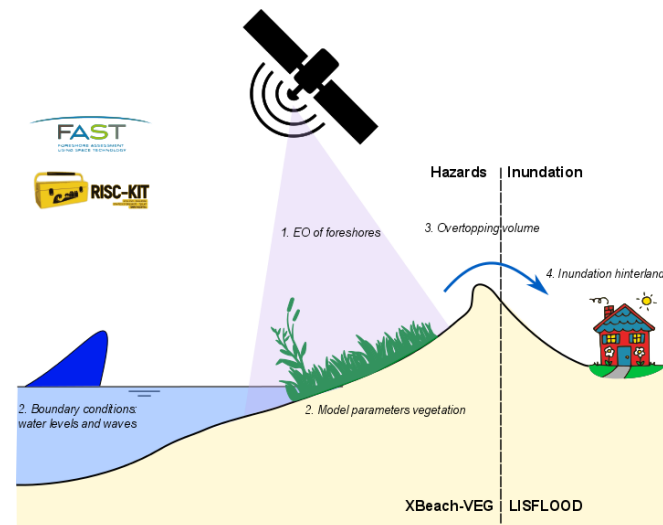 FAST
FORESHORE ASSESSMENT
USING SPACE TECHNOLOGY
RISC-KIT
Hazards
Inundation
1. EO of foreshores
3. Overtopping volume
4. Inundation hinterland
2. Boundary conditions:
water levels and waves
2. Model parameters vegetation
XBeach-VEG
LISFLOOD